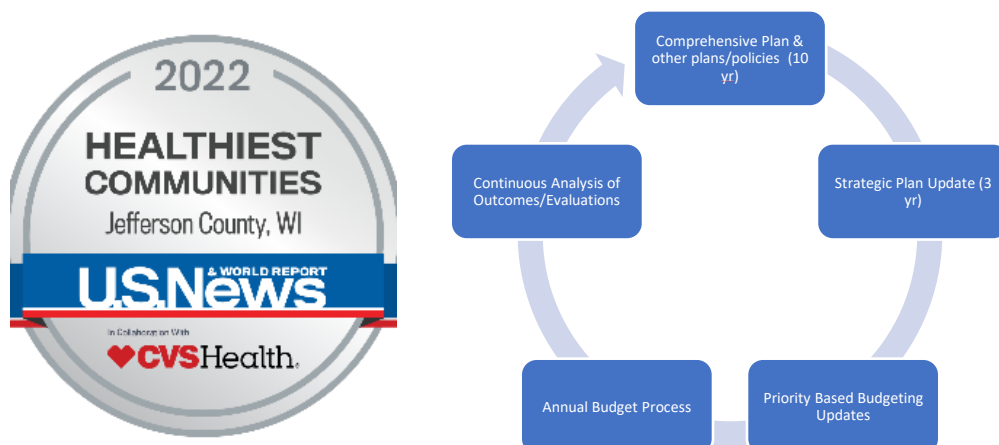 2022
HEALTHIEST
COMMUNITIES
Jefferson County, WI
U.S.News
& WORLD REPORT
In Collaboration With
CVSHealth.
Comprehensive Plan &
other plans/policies (10
yr)
Strategic Plan Update (3
yr)
Priority Based Budgeting
Updates
Annual Budget Process
Continuous Analysis of
Outcomes/Evaluations